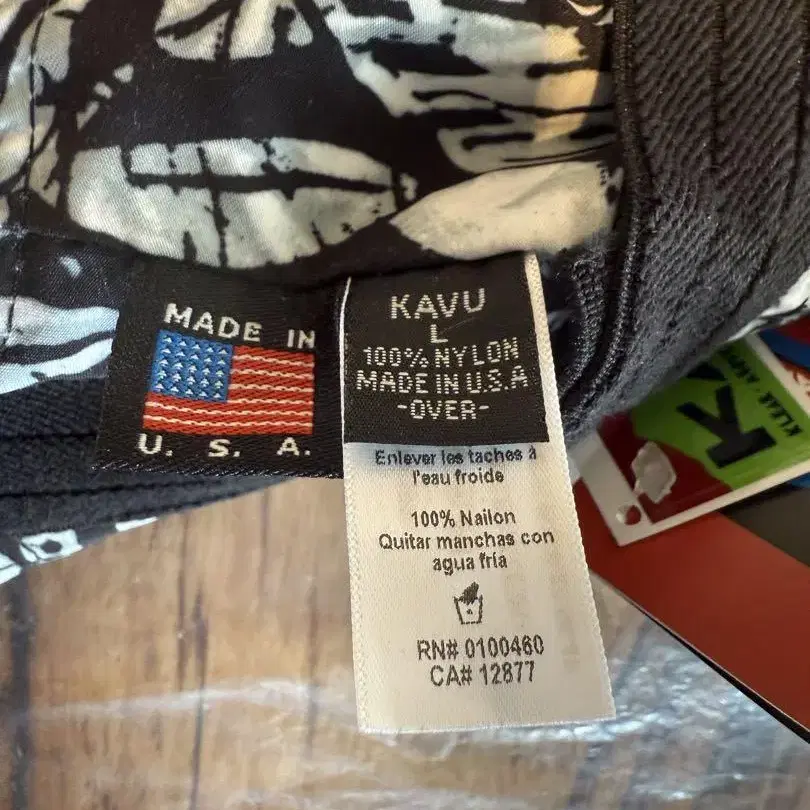 MADE IN
U. S. A.
KAVU
L
100% NYLON
MADE IN U.S.A
-OVER-
Enlever les taches à
l'eau froide
100% Nailon
Quitar manchas con
agua fría
RN# 0100460
CA# 12877